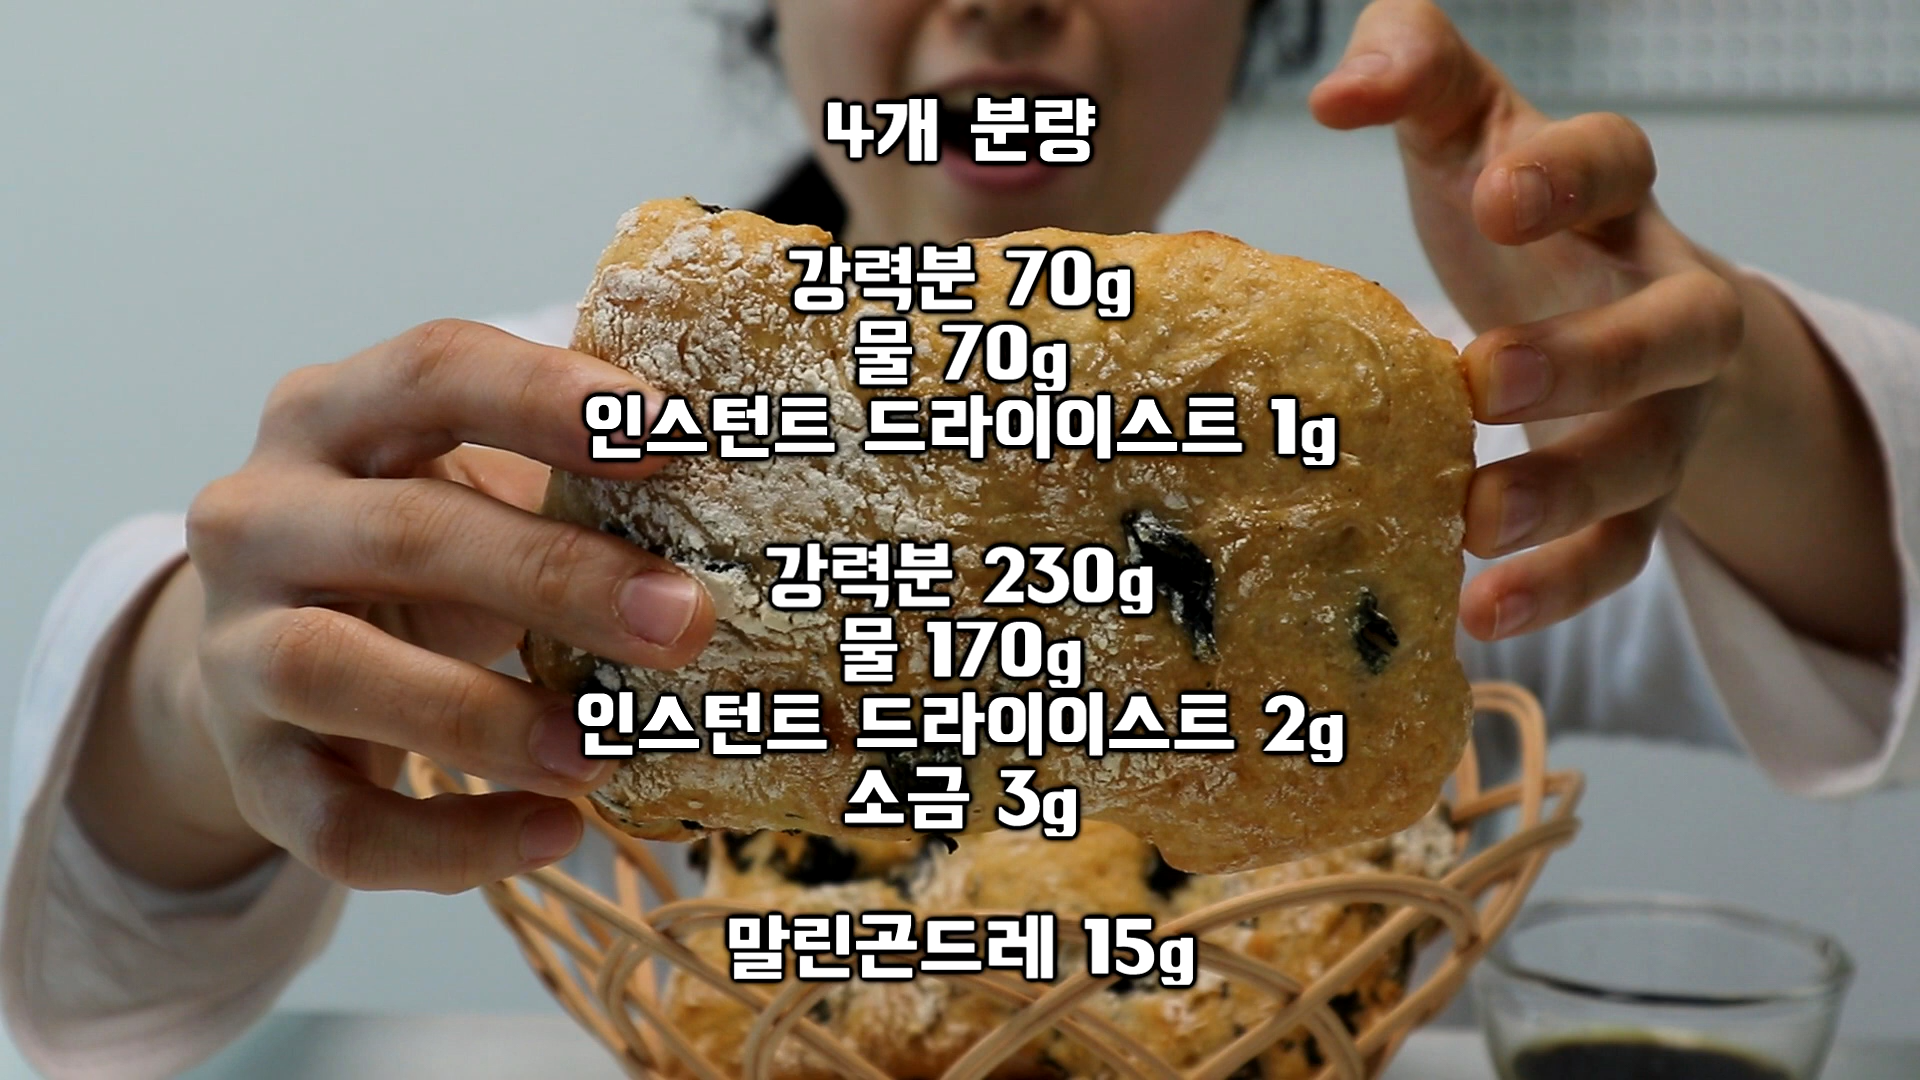 4개 분량
강력분 70g
물 70g
인스턴트 드라이이스트 1g
강력분 230g
물 170g
인스턴트 드라이이스트 2g
소금 3g
말린곤드레 15g